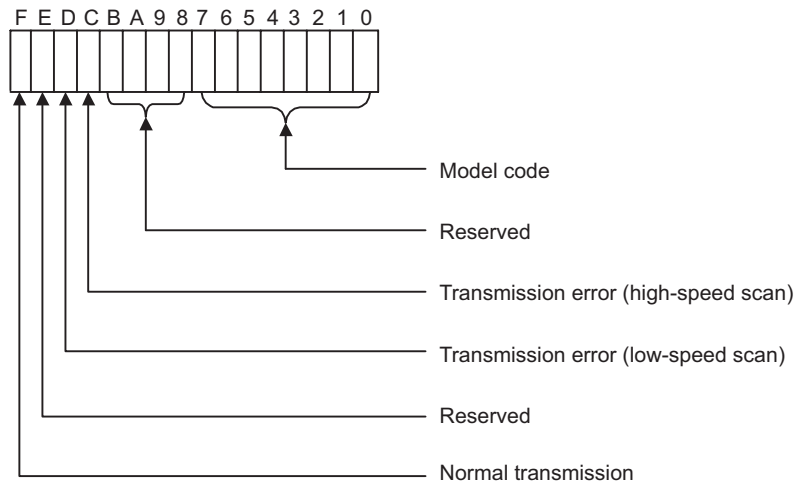 F E D C B A 9 8 7 6 5 4 3 2 1 0
Model code
Reserved
Transmission error (high-speed scan)
Transmission error (low-speed scan)
Reserved
Normal transmission